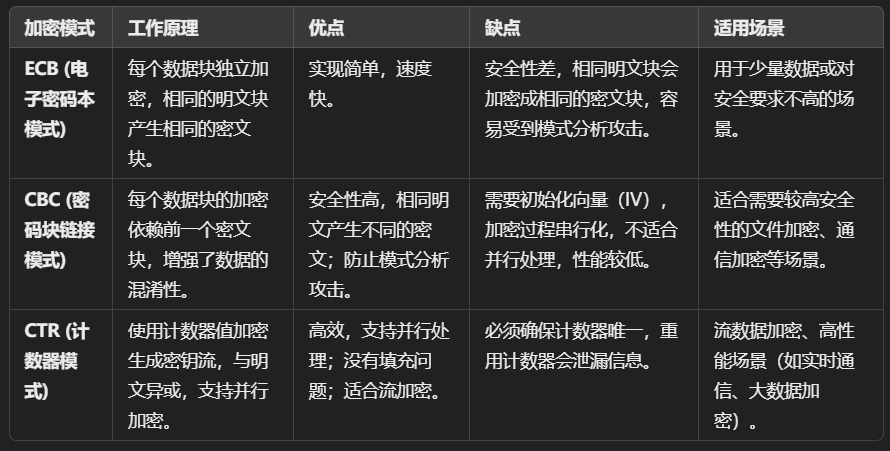 加密模式 工作原理 优点 缺点 适用场景
ECB (电
子密码本
模式)
每个数据块独立加
密，相同的明文块
产生相同的密文
块。
实现简单，速度
快。
安全性差，相同明文块会
加密成相同的密文块，容
易受到模式分析攻击。
用于少量数据或对
安全要求不高的场
景。
CBC (密
码块链接
模式)
每个数据块的加密
依赖前一个密文
块，增强了数据的
混淆性。
安全性高，相同明
文产生不同的密
文；防止模式分析
攻击。
需要初始化向量（IV），
加密过程串行化，不适合
并行处理，性能较低。
适合需要较高安全
性的文件加密、通
信加密等场景。
CTR (计
数器模
式)
使用计数器值加密
生成密钥流，与明
文异或，支持并行
加密。
高效，支持并行处
理；没有填充问
题；适合流加密。
必须确保计数器唯一，重
用计数器会泄漏信息。
流数据加密、高性
能场景（如实时通
信、大数据加
密）。